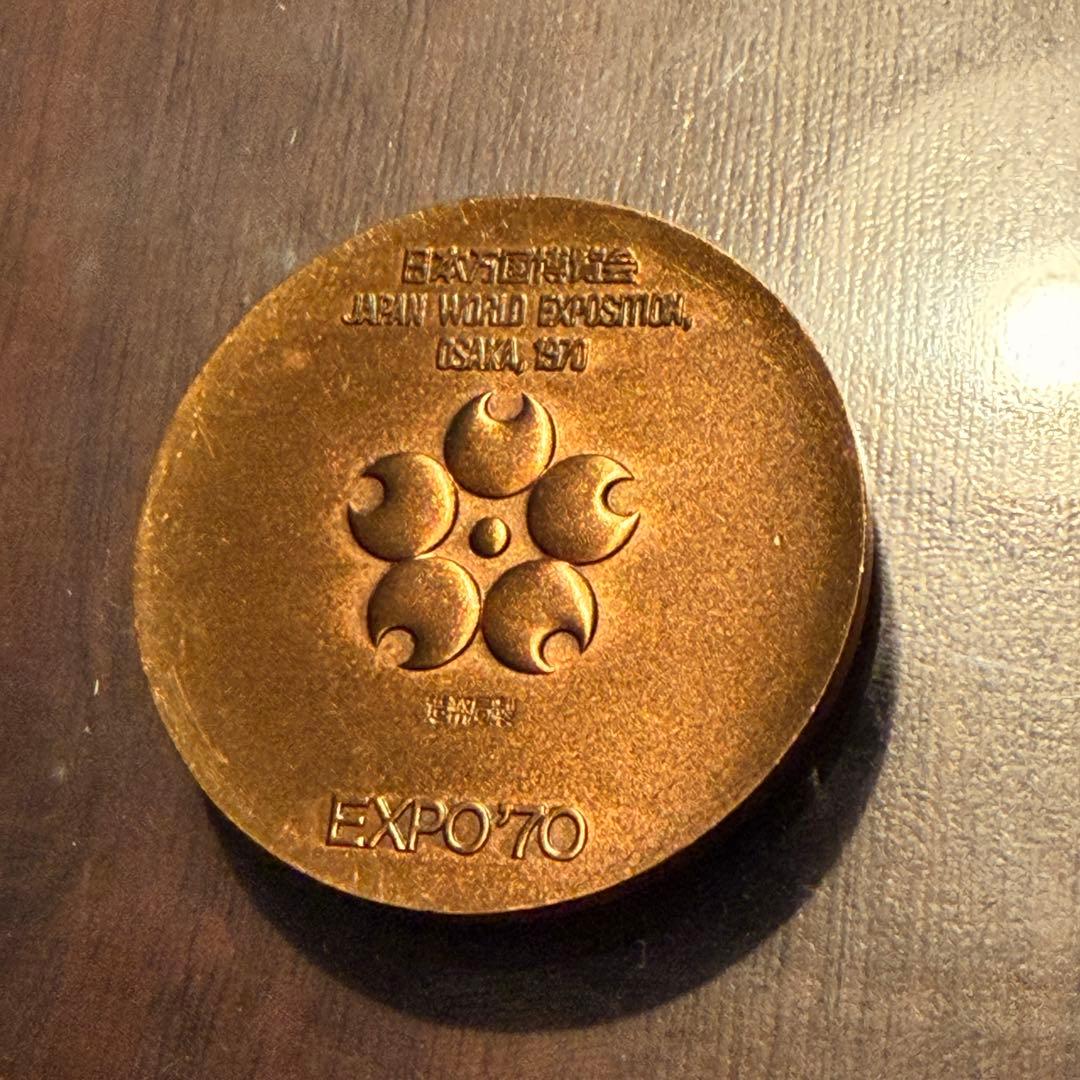 日本万国博覧会
JAPAN WORLD EXPOSITION,
OSAKA, 1970
EXPO'70